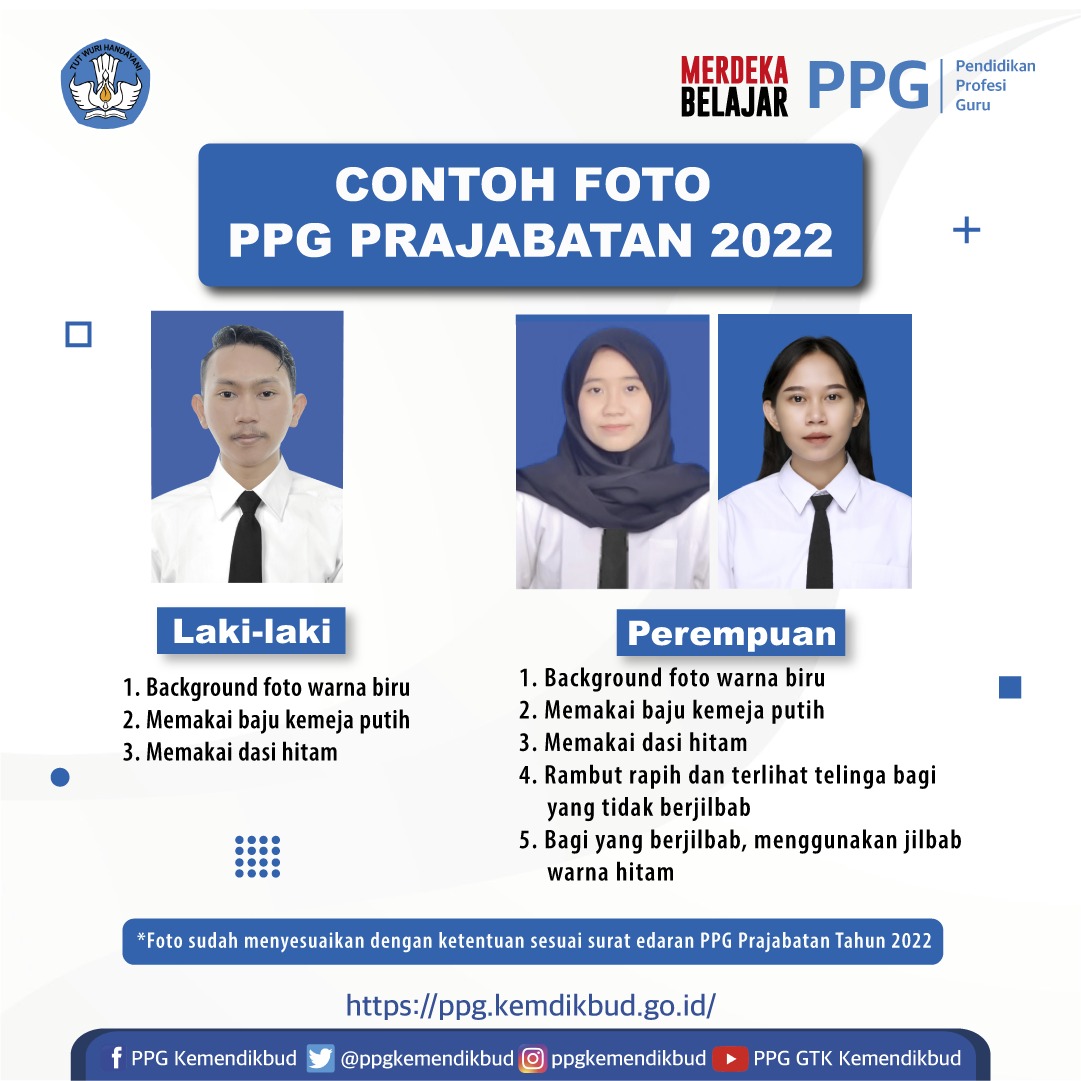 TUT WURI HANDAYANI
MERDEKA
BELAJAR
PPG
Pendidikan
Profesi
Guru
CONTOH FOTO
PPG PRAJABATAN 2022
Laki-laki
1. Background foto warna biru
2. Memakai baju kemeja putih
3. Memakai dasi hitam
Perempuan
1. Background foto warna biru
2. Memakai baju kemeja putih
3. Memakai dasi hitam
4. Rambut rapih dan terlihat telinga bagi
yang tidak berjilbab
5. Bagi yang berjilbab, menggunakan jilbab
warna hitam
*Foto sudah menyesuaikan dengan ketentuan sesuai surat edaran PPG Prajabatan Tahun 2022
https://ppg.kemdikbud.go.id/
PPG Kemendikbud @ppgkemendikbud ppgkemendikbud PPG GTK Kemendikbud